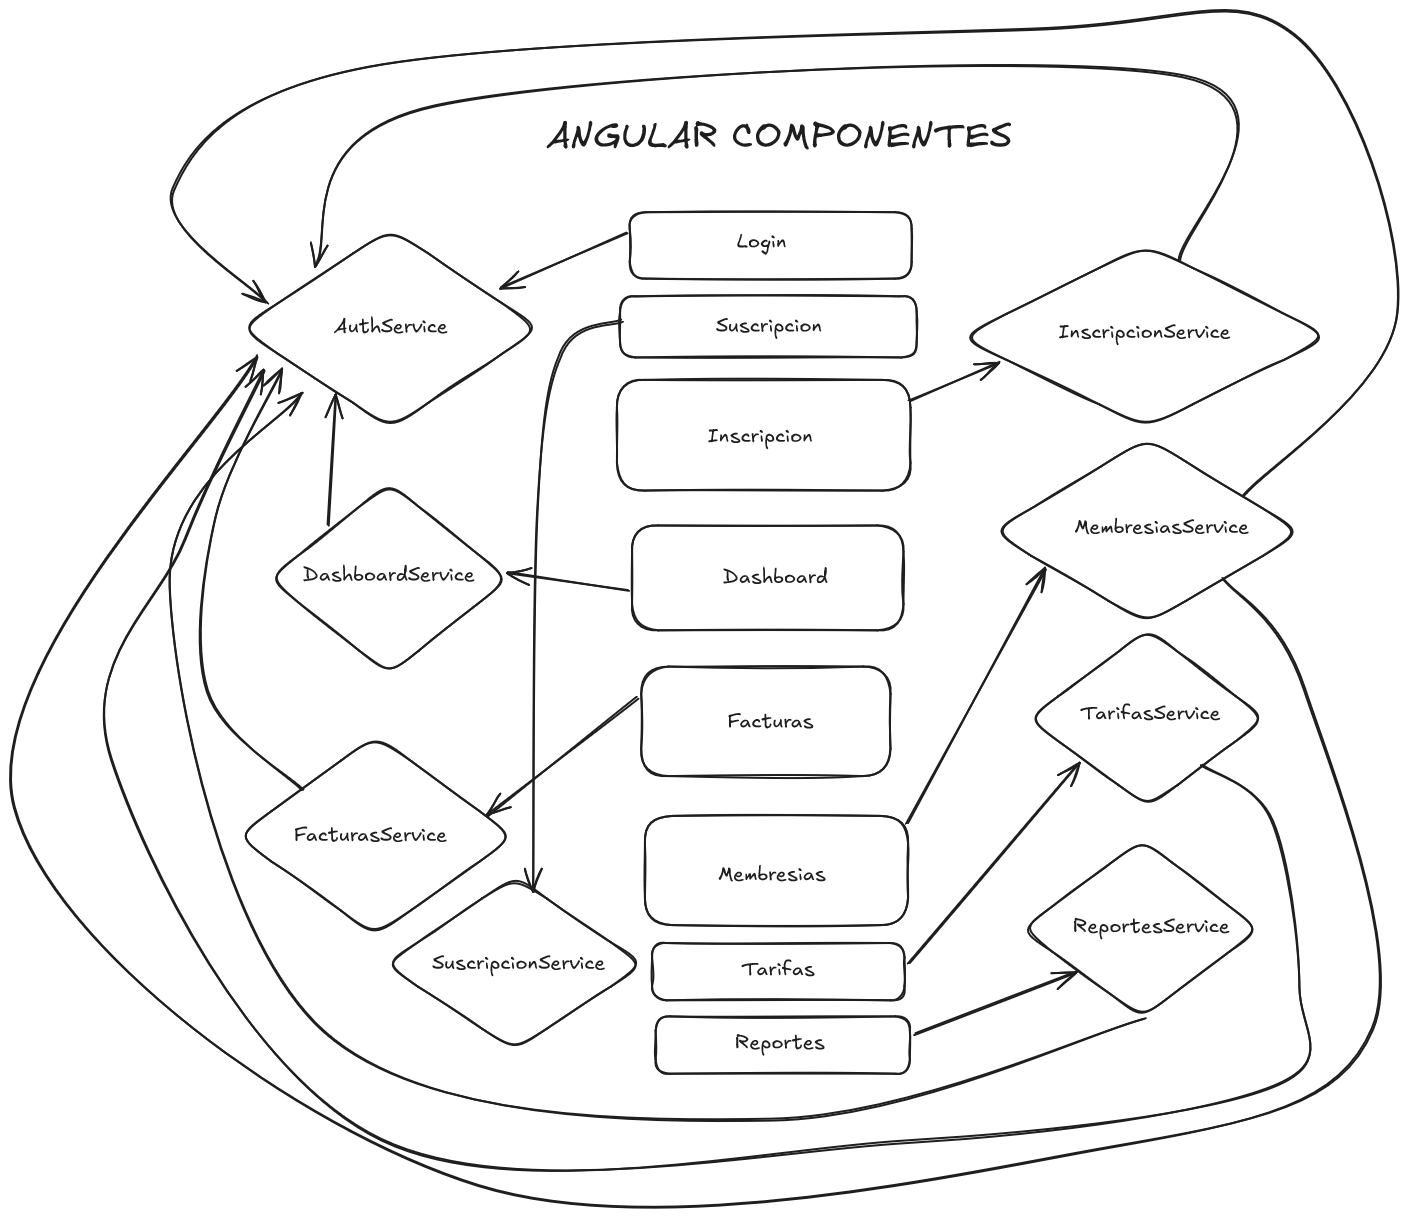 ANGULAR COMPONENTES
Login
Suscripcion
Inscripcion
Dashboard
Facturas
Membresias
Tarifas
Reportes
AuthService
DashboardService
FacturasService
SuscripcionService
InscripcionService
MembresiasService
TarifasService
ReportesService